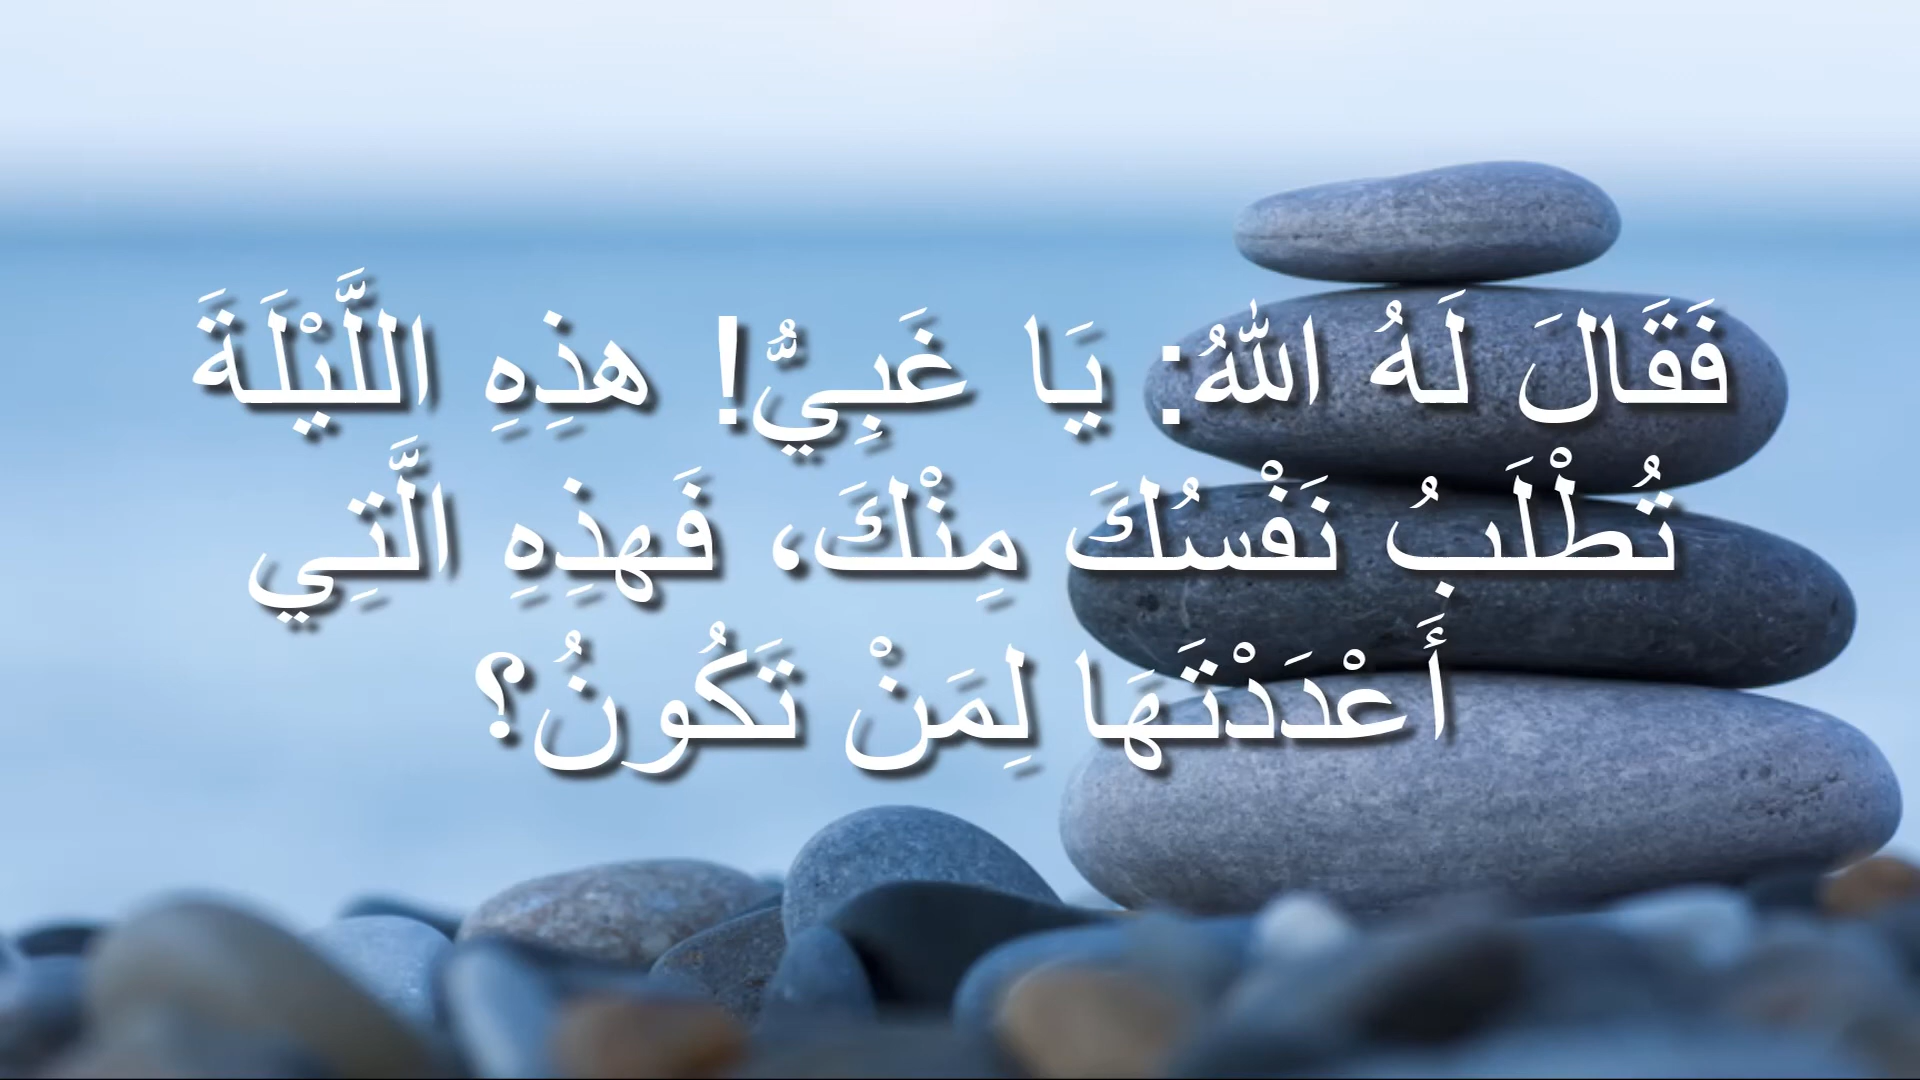 فَقَالَ لَهُ اللهُ: يَا غَبِيُّ! هذِهِ اللَّيْلَةَ
تُطْلَبُ نَفْسُكَ مِنْكَ، فَهذِهِ الَّتِي
أَعْدَدْتَهَا لِمَنْ تَكُونُ؟